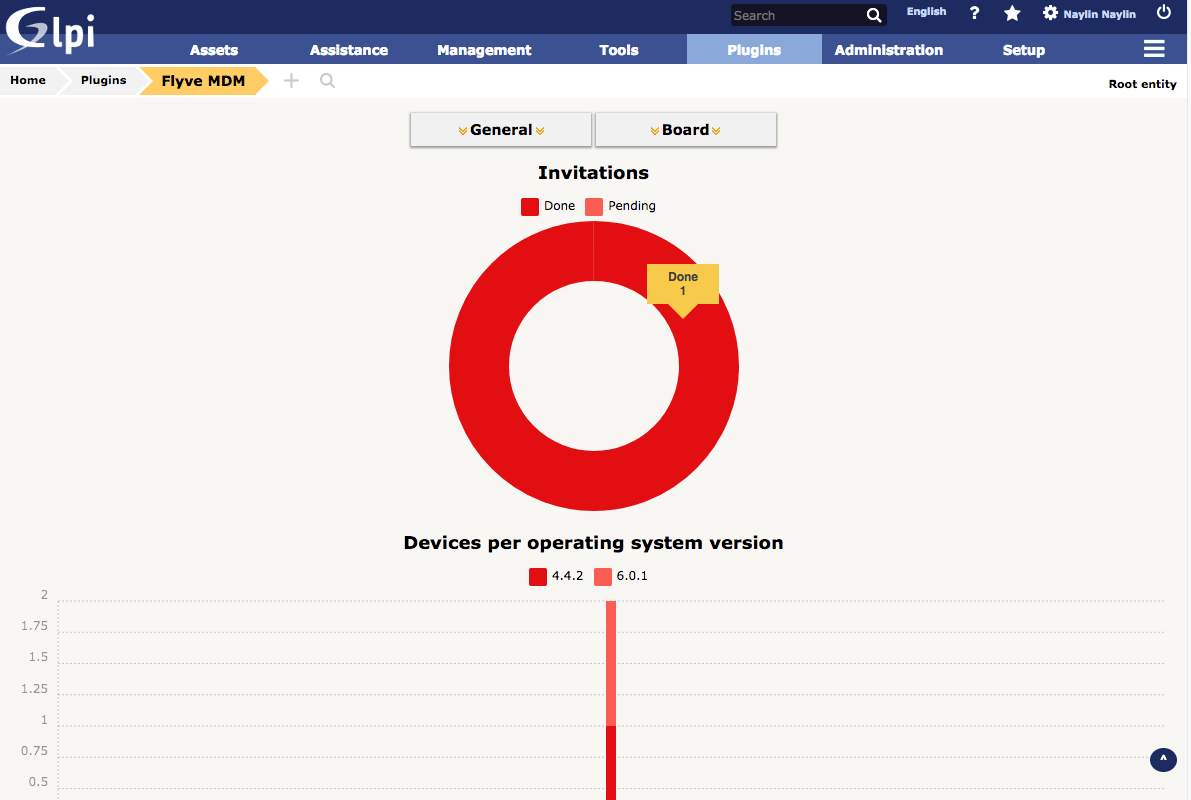 Glpi
Search
English
?
Naylin Naylin
Assets
Assistance
Management
Tools
Plugins
Administration
Setup
Home
Plugins
Flyve MDM
Root entity
General
Board
Invitations
Done
Pending
Done
1
Devices per operating system version
4.4.2
6.0.1
2
1.75
1.5
1.25
1
0.75
0.5
^